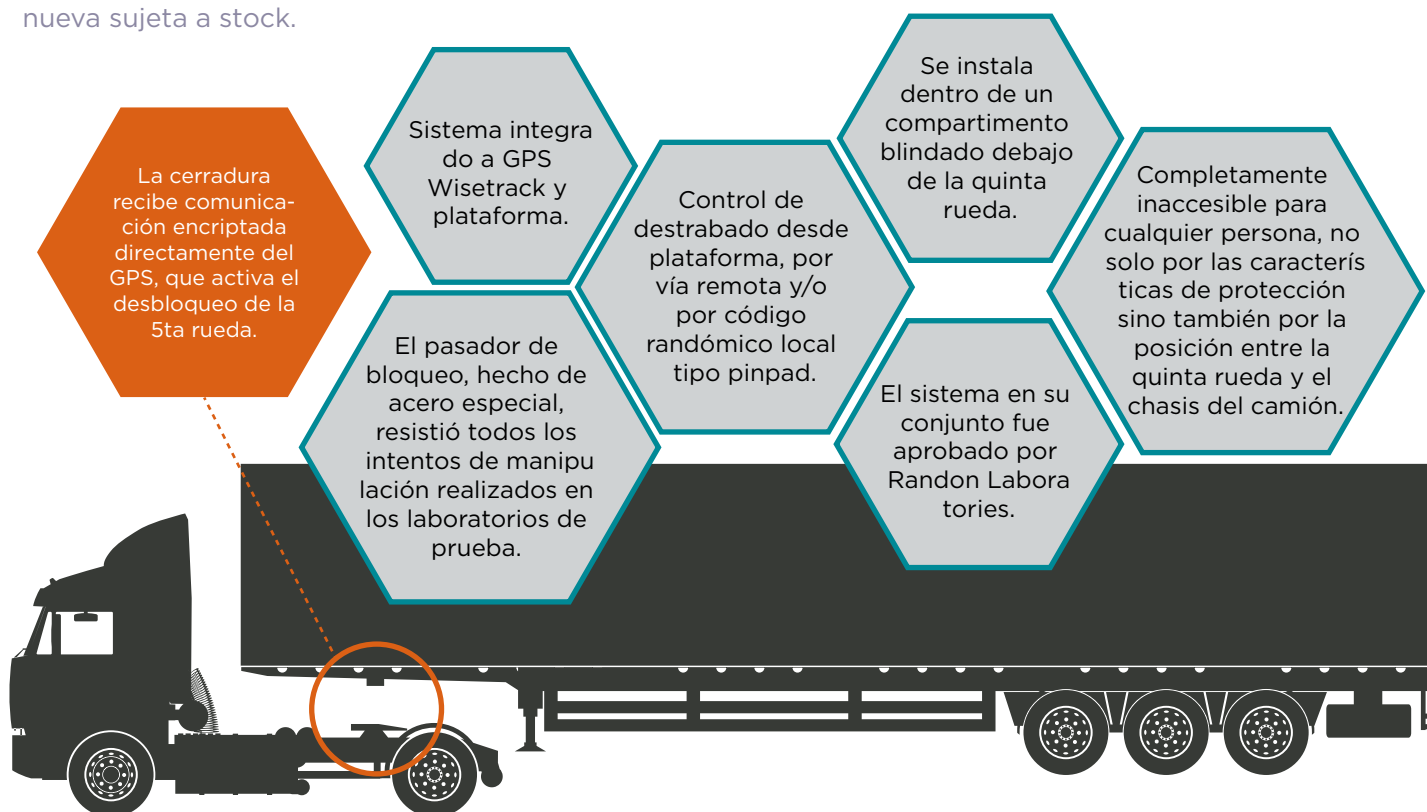 nueva sujeta a stock.
La cerradura
recibe comunica-
ción encriptada
directamente del
GPS, que activa el
desbloqueo de la
5ta rueda.
Sistema integra
do a GPS
Wisetrack y
plataforma.
El pasador de
bloqueo, hecho de
acero especial,
resistió todos los
intentos de manipu
lación realizados en
los laboratorios de
prueba.
Control de
destrabado desde
plataforma, por
vía remota y/o
por código
randómico local
tipo pinpad.
Se instala
dentro de un
compartimento
blindado debajo
de la quinta
rueda.
El sistema en su
conjunto fue
aprobado por
Randon Labora
tories.
Completamente
inaccesible para
cualquier persona, no
solo por las caracterís
ticas de protección
sino también por la
posición entre la
quinta rueda y el
chasis del camión.